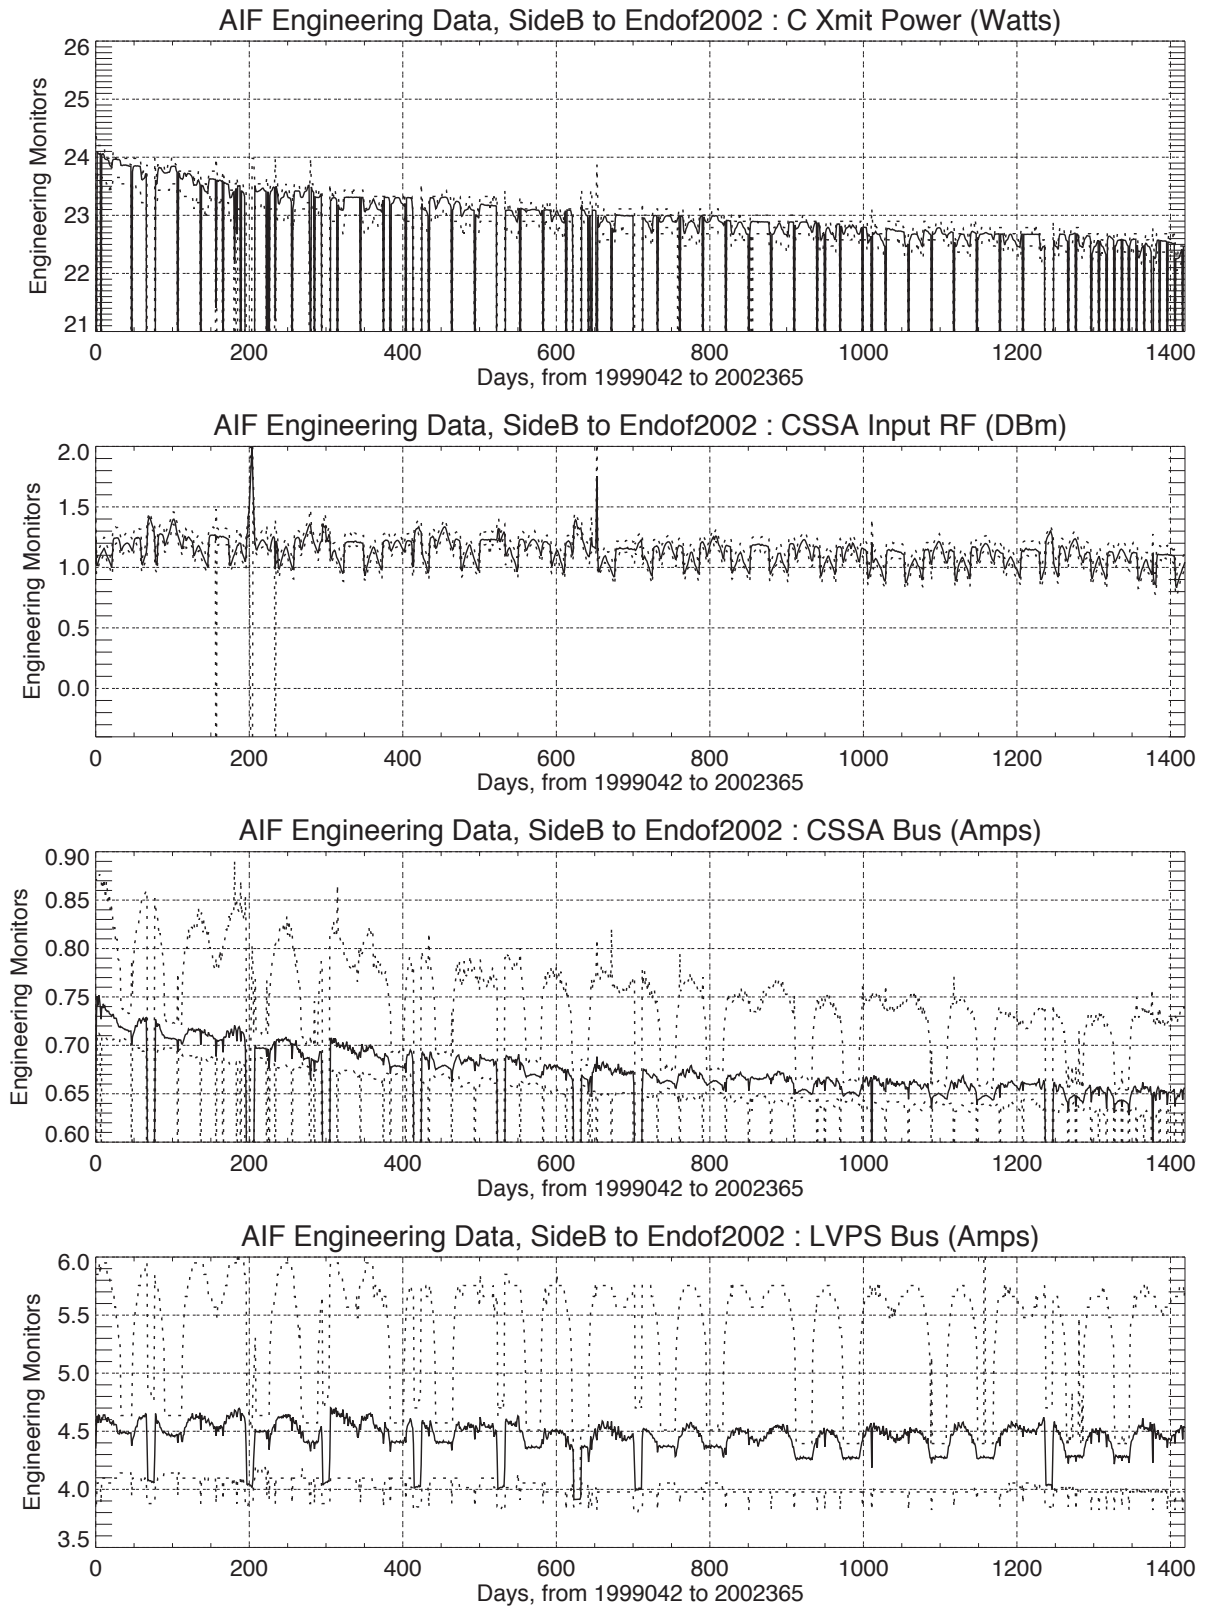 AIF Engineering Data, SideB to Endof2002 : C Xmit Power (Watts)
Engineering Monitors
26
25
24
23
22
21
0 200 400 600 800 1000 1200 1400
Days, from 1999042 to 2002365
AIF Engineering Data, SideB to Endof2002 : CSSA Input RF (DBm)
Engineering Monitors
2.0
1.5
1.0
0.5
0.0
0 200 400 600 800 1000 1200 1400
Days, from 1999042 to 2002365
AIF Engineering Data, SideB to Endof2002 : CSSA Bus (Amps)
Engineering Monitors
0.90
0.85
0.80
0.75
0.70
0.65
0.60
0 200 400 600 800 1000 1200 1400
Days, from 1999042 to 2002365
AIF Engineering Data, SideB to Endof2002 : LVPS Bus (Amps)
Engineering Monitors
6.0
5.5
5.0
4.5
4.0
3.5
0 200 400 600 800 1000 1200 1400
Days, from 1999042 to 2002365